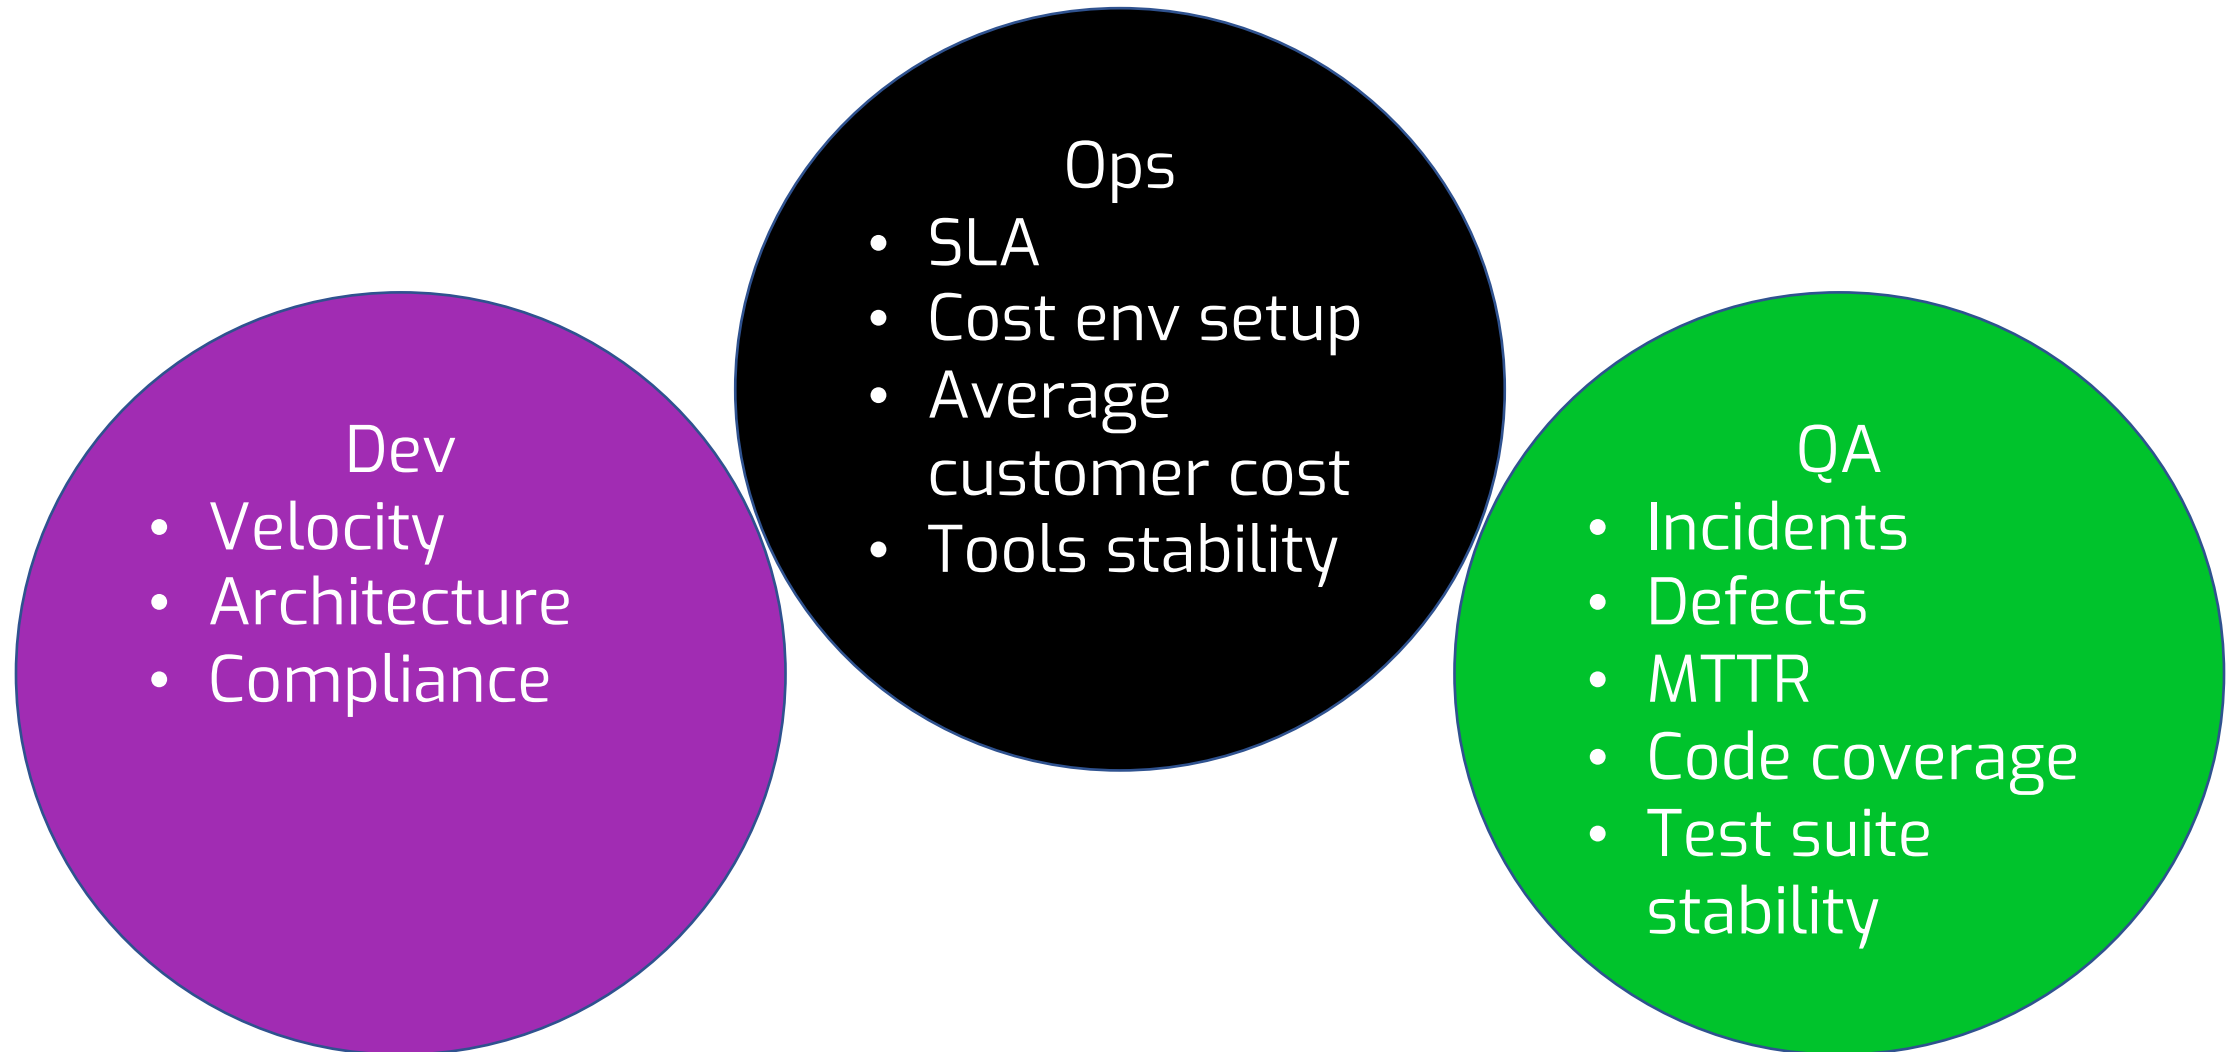 Dev
• Velocity
• Architecture
• Compliance
Ops
• SLA
• Cost env setup
• Average
customer cost
• Tools stability
QA
• Incidents
• Defects
• MTTR
• Code coverage
• Test suite
stability